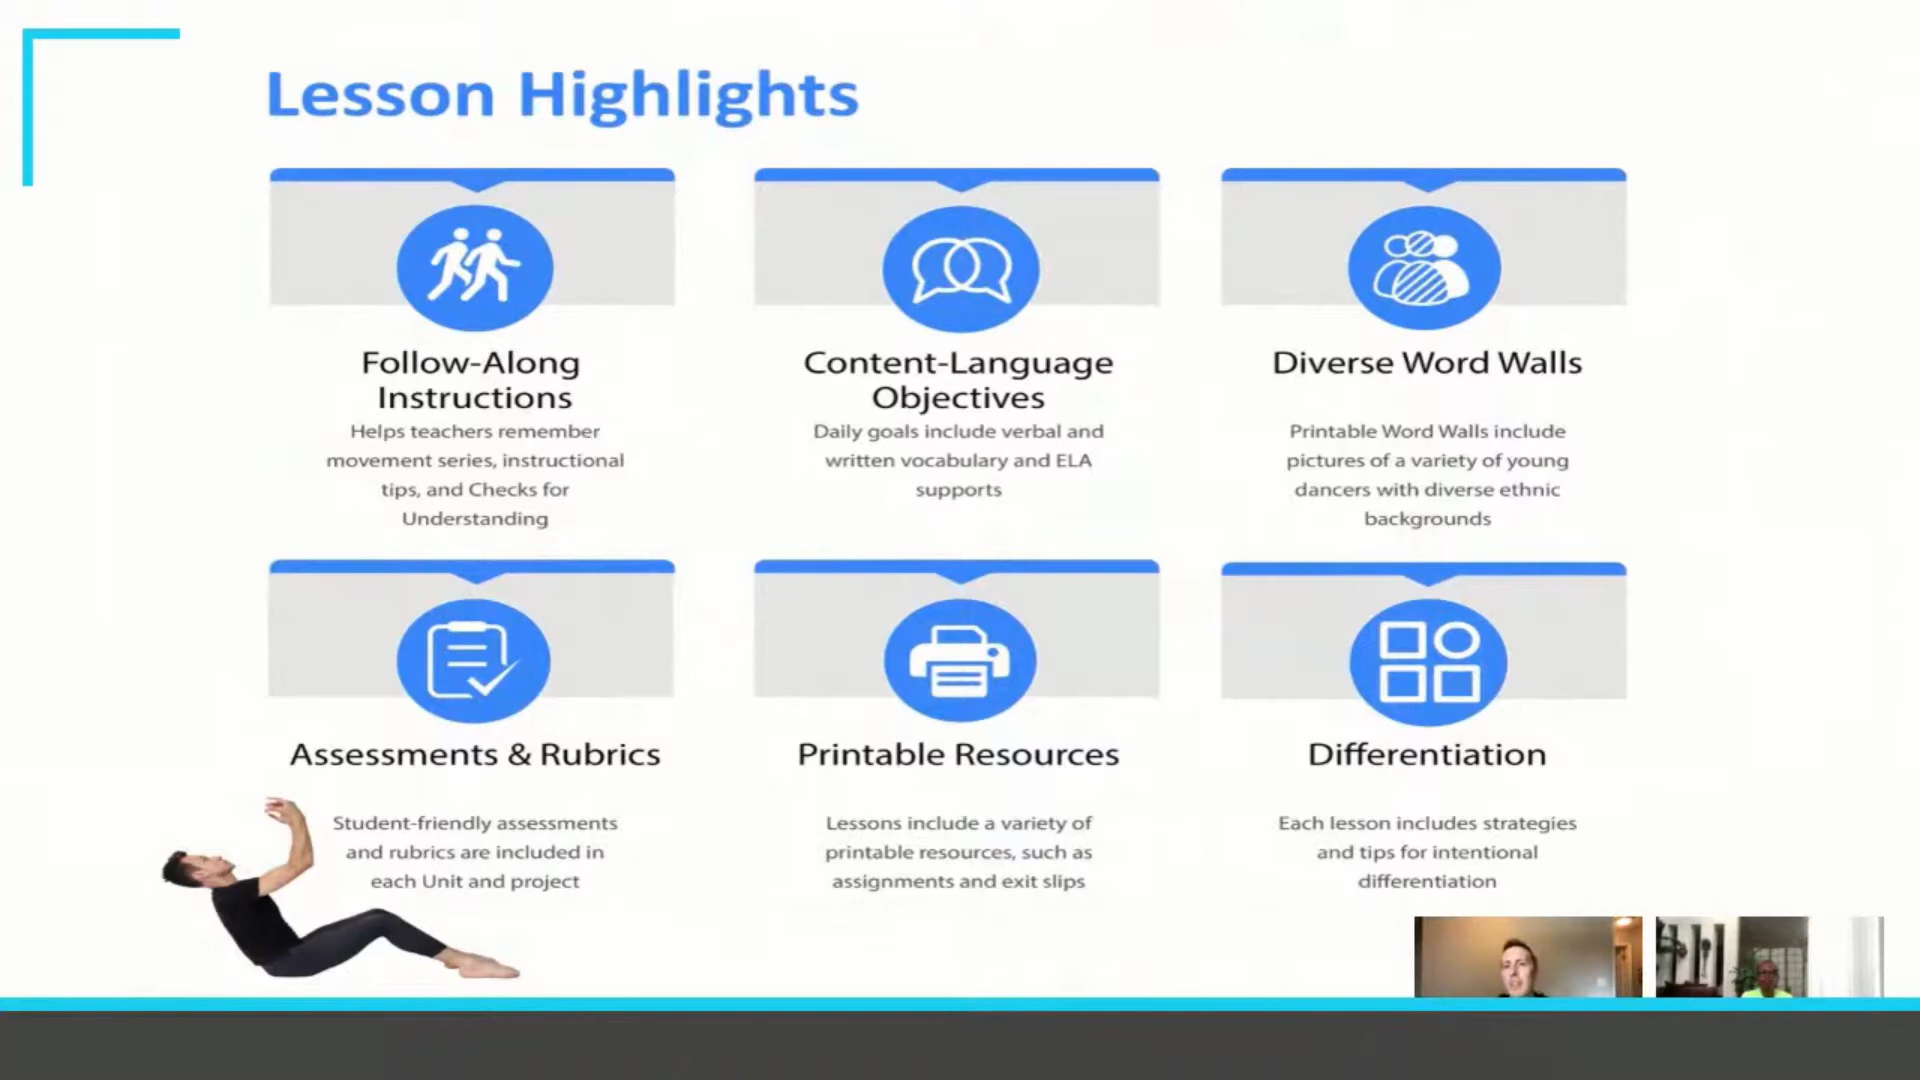 Lesson Highlights
Follow-Along
Instructions
Helps teachers remember
movement series, instructional
tips, and Checks for
Understanding
Content-Language
Objectives
Daily goals include verbal and
written vocabulary and ELA
supports
Diverse Word Walls
Printable Word Walls include
pictures of a variety of young
dancers with diverse ethnic
backgrounds
Assessments & Rubrics
Student-friendly assessments
and rubrics are included in
each Unit and project
Printable Resources
Lessons include a variety of
printable resources, such as
assignments and exit slips
Differentiation
Each lesson includes strategies
and tips for intentional
differentiation